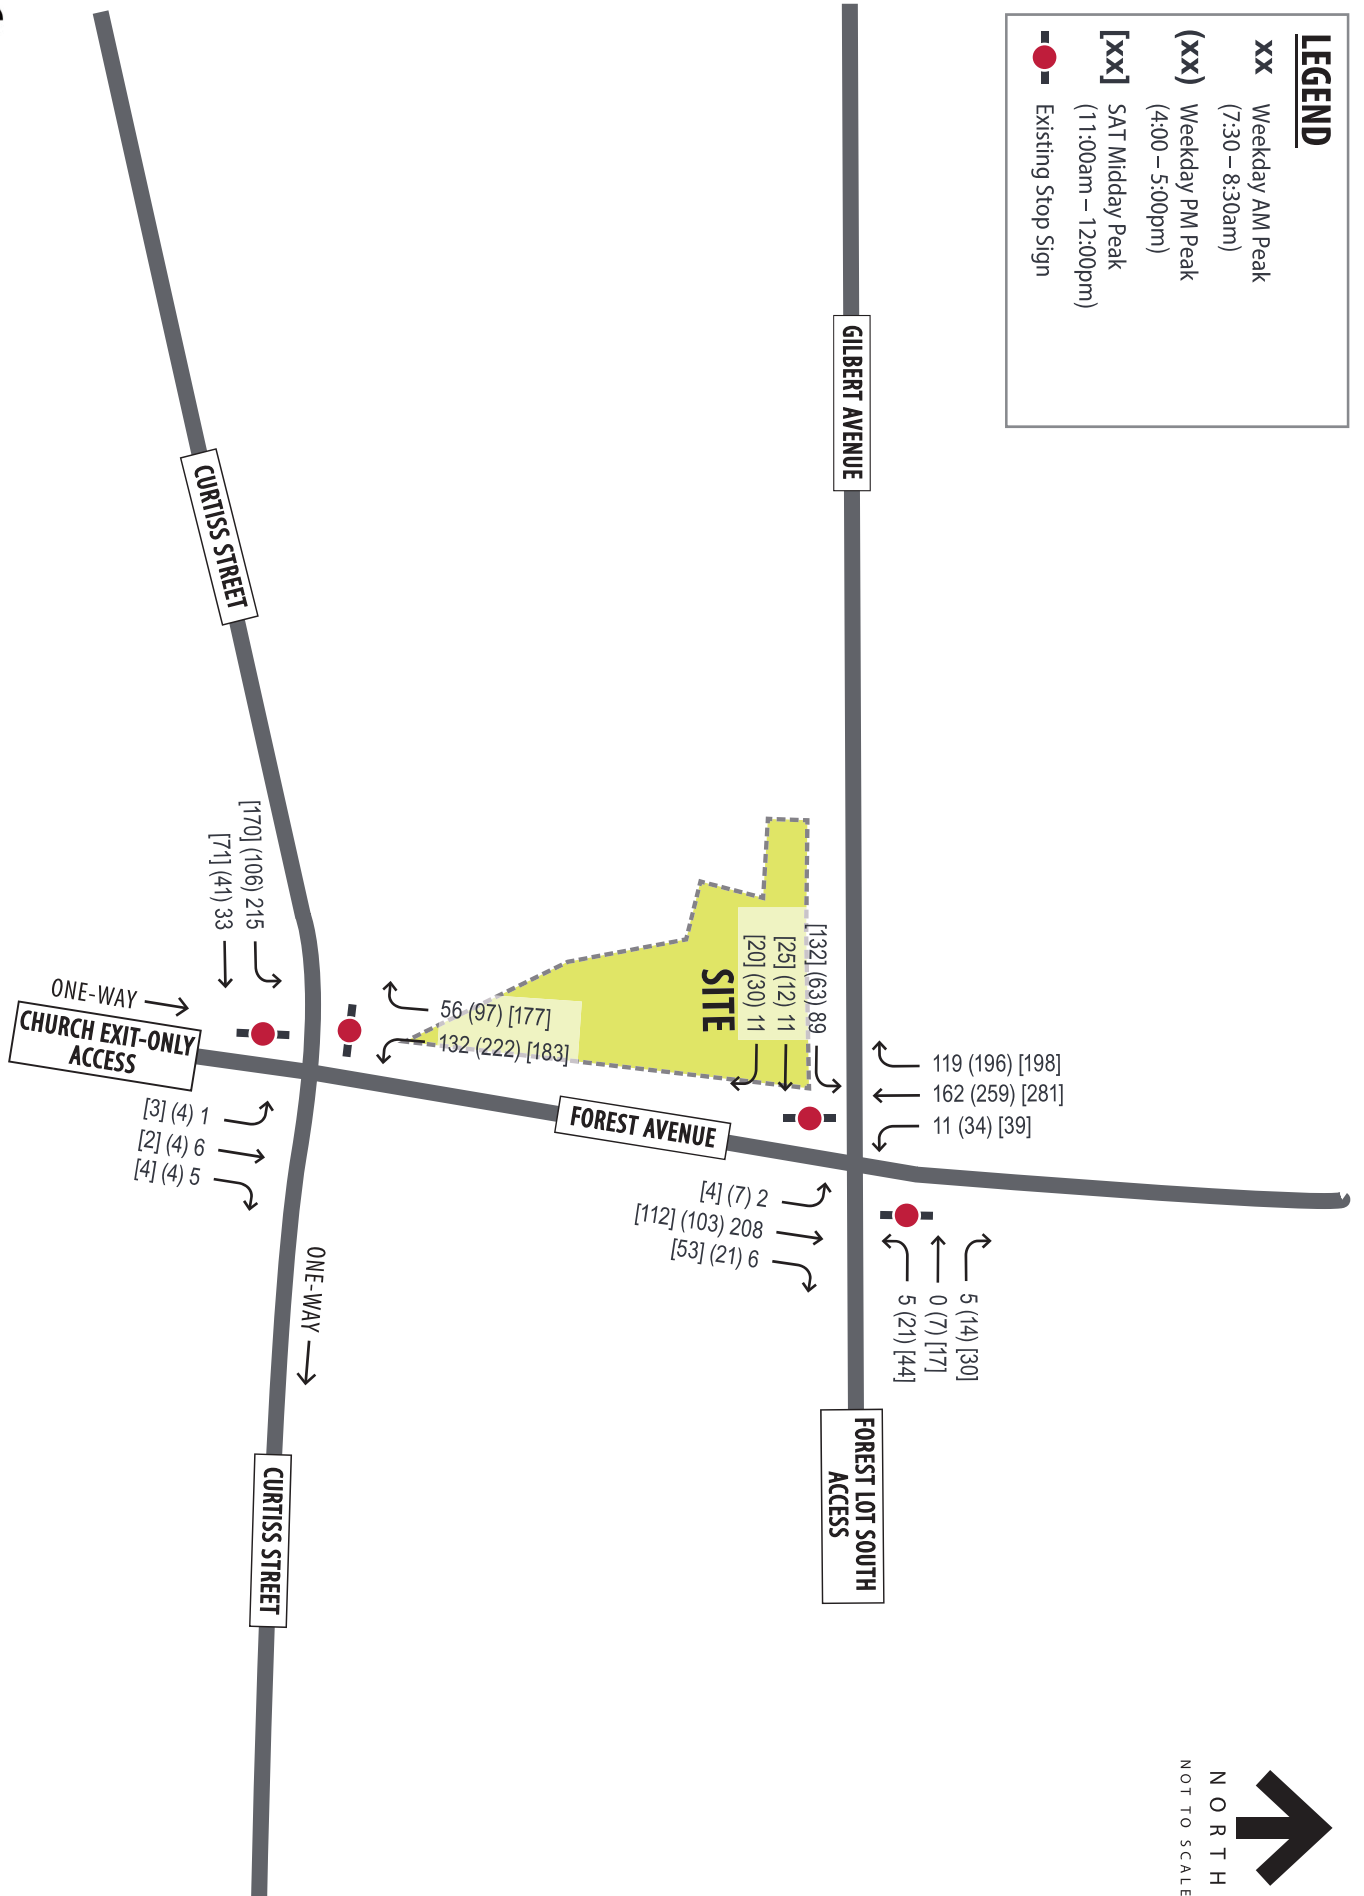 LEGEND
xx Weekday AM Peak
(7:30 – 8:30am)
(xx) Weekday PM Peak
(4:00 – 5:00pm)
[xx] SAT Midday Peak
(11:00am – 12:00pm)
Existing Stop Sign
GILBERT AVENUE
CURTISS STREET
[132] (63) 89
[25] (12) 11
[20] (30) 11
SITE
119 (196) [198]
162 (259) [281]
11 (34) [39]
[170] (106) 215
[71] (41) 33
56 (97) [177]
132 (222) [183]
ONE-WAY
CHURCH EXIT-ONLY
ACCESS
[3] (4) 1
[2] (4) 6
[4] (4) 5
FOREST AVENUE
[4] (7) 2
[112] (103) 208
[53] (21) 6
5 (14) [30]
0 (7) [17]
5 (21) [44]
ONE-WAY
FOREST LOT SOUTH
ACCESS
CURTISS STREET
NORTH
NOT TO SCALE